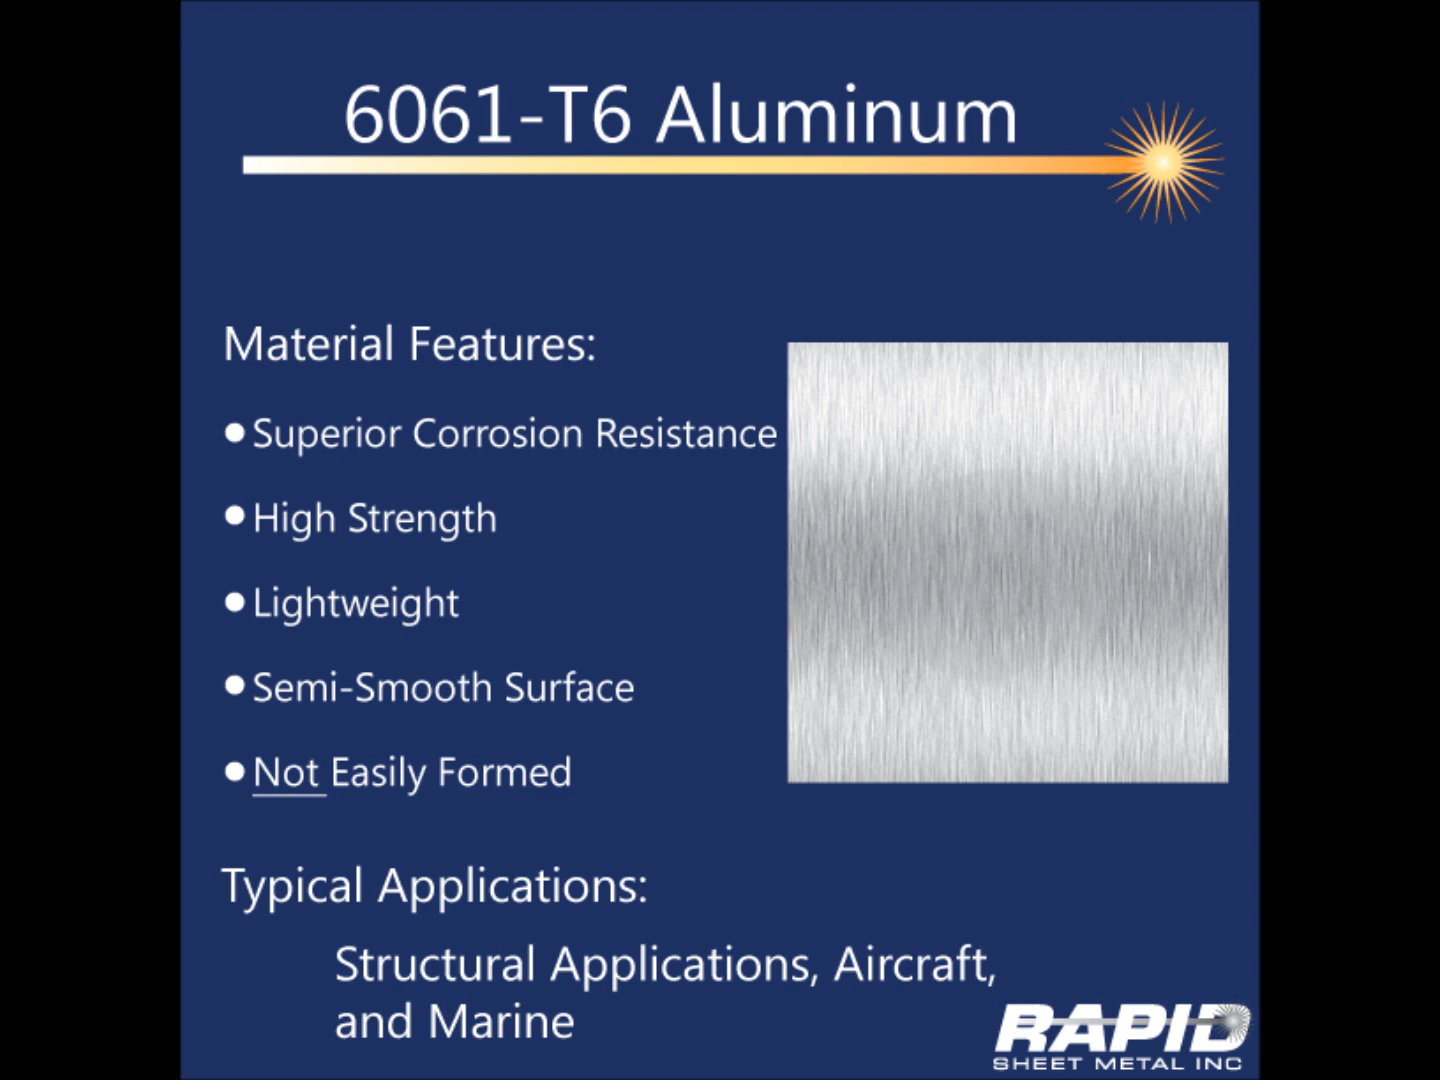 6061-T6 Aluminum
Material Features:
Superior Corrosion Resistance
High Strength
Lightweight
Semi-Smooth Surface
Not Easily Formed
Typical Applications:
Structural Applications, Aircraft,
and Marine
RAPID
SHEET METAL INC